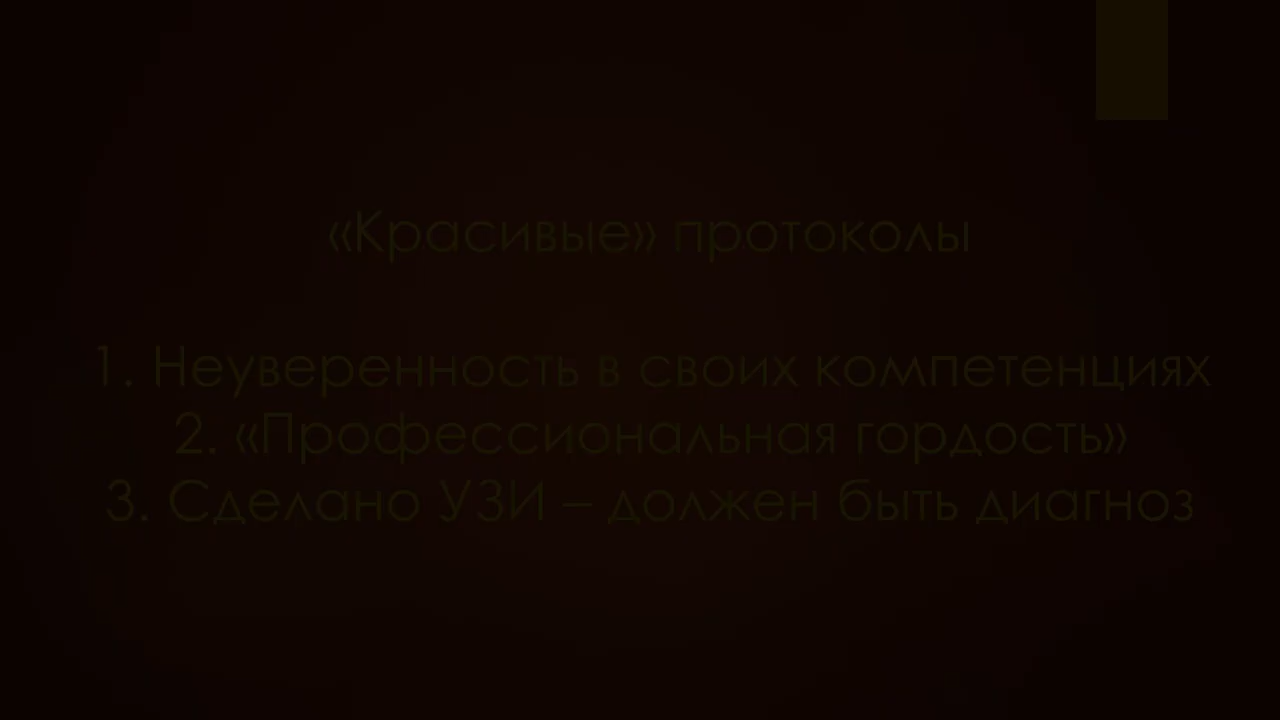 «Красивые» протоколы
1. Неуверенность в своих компетенциях
2. «Профессиональная гордость»
3. Сделано УЗИ – должен быть диагноз